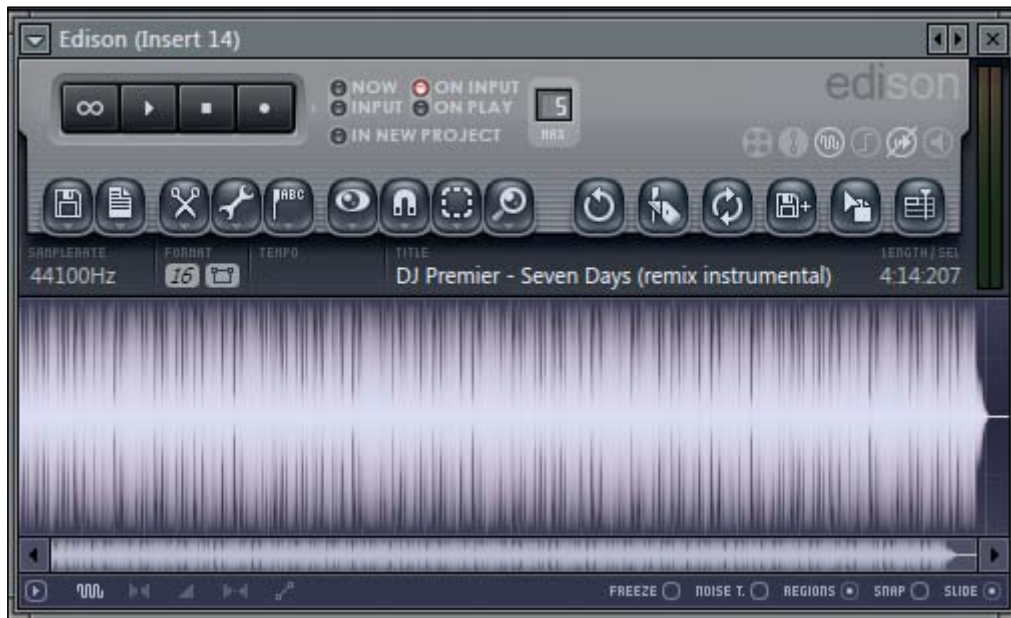 Edison (Insert 14)
edison
NOW ON INPUT
INPUT ON PLAY
IN NEW PROJECT
5
MAX
ABC
SAMPLERATE FORMAT TEMPO TITLE LENGTH/SEL
44100Hz 16 DJ Premier - Seven Days (remix instrumental) 4:14:207
FREEZE NOISE T. REGIONS SNAP SLIDE